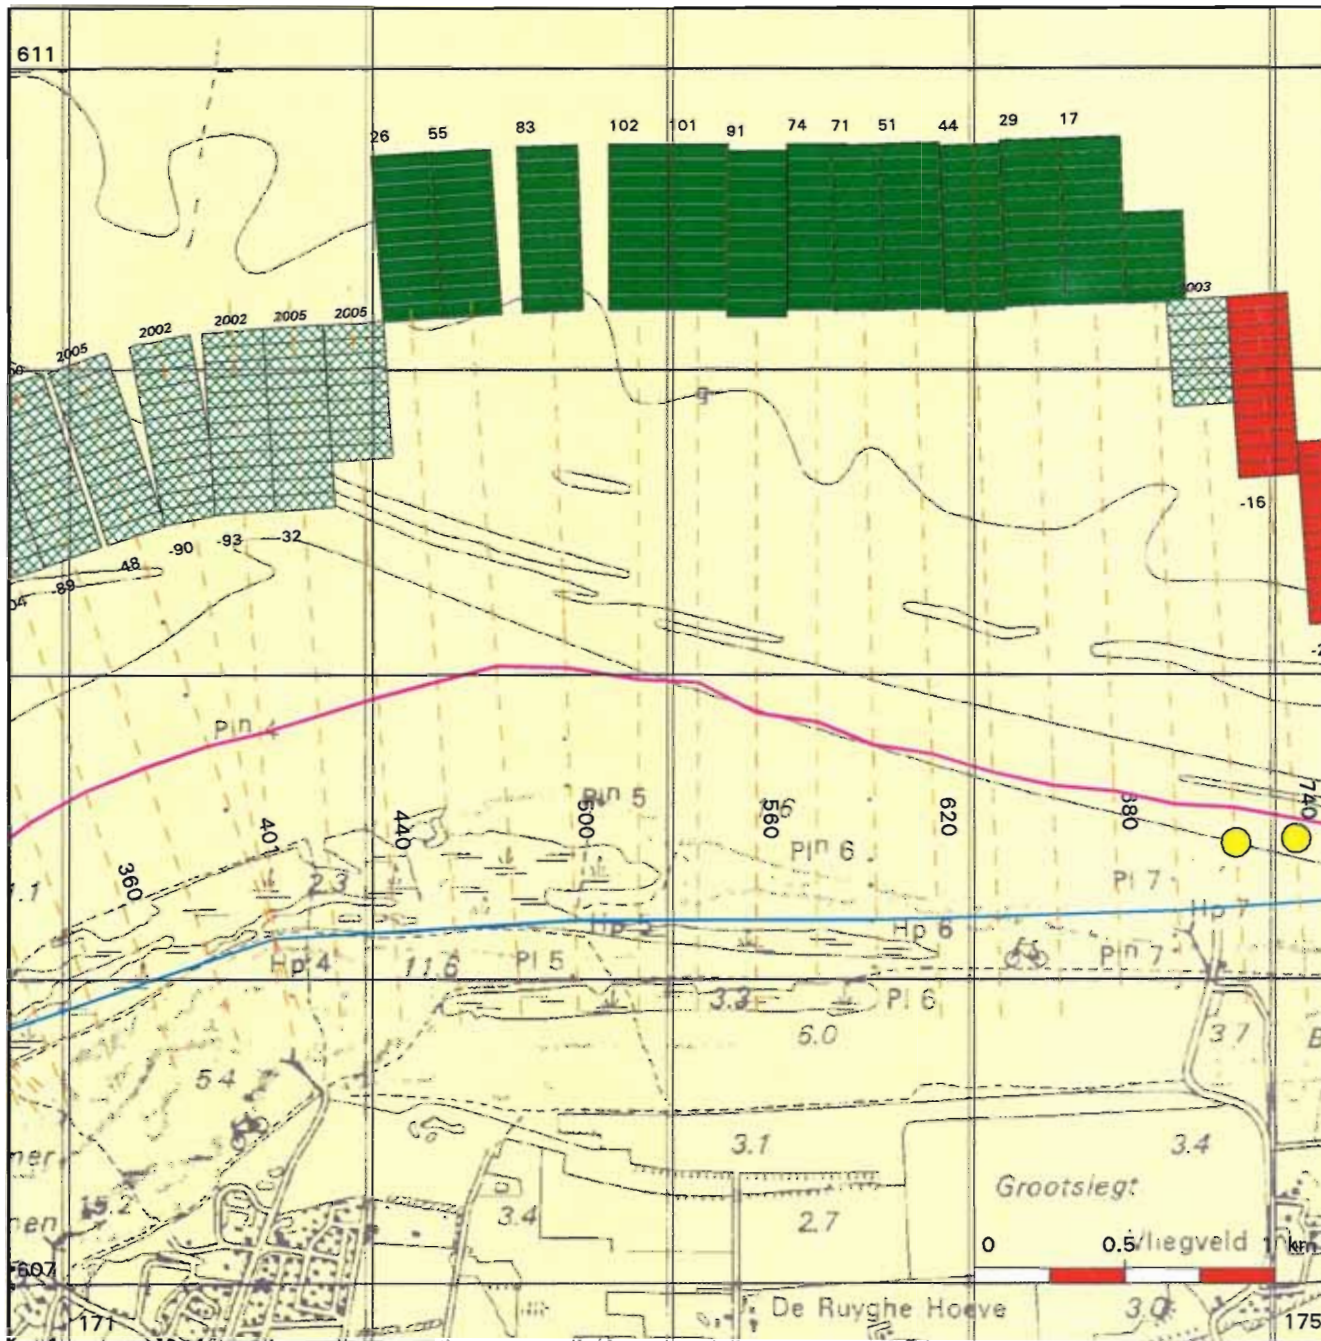 611
26 55 83 102 101 91 74 71 51 44 29 17
2005 2002 2002 2005 2005
-16
-89 48 -90 -93 -32
g
Pln 4
Pln 5
6
Pln 6
Pl 7
360 401 440 500 560 620 680 740
2.3
Hp 4
Hp 5
Hp 6
Hp 7
11.6
Pl 5
Pln 7
3.3
Pl 6
6.0
3.7
5.4
3.1
3.4
Grootslegt
15.2
3.4
2.7
0 0.5 1 km
Vliegveld
607
De Ruyghe Hoeve
3.0
171
175